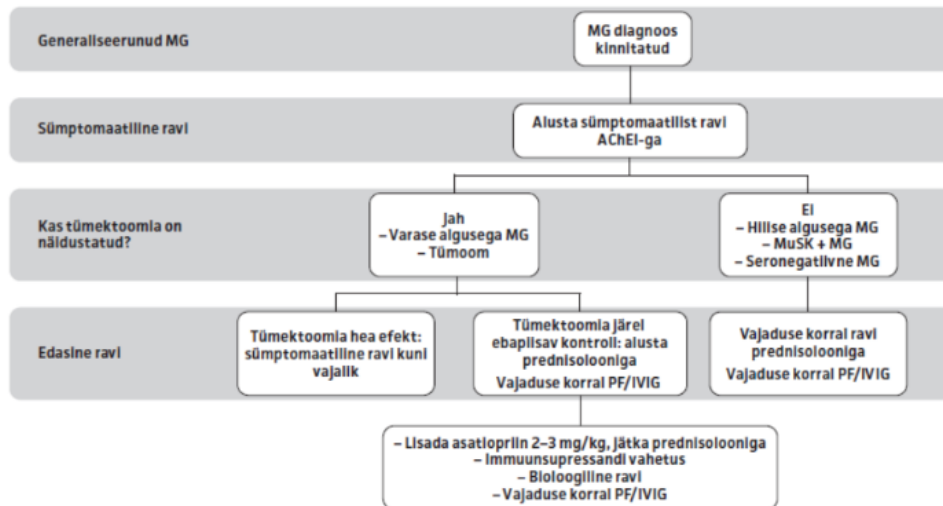 Generaliseerunud MG
MG diagnoos
kinnitatud
Sümptomaatiline ravi
Alusta sümptomaatilist ravi
AChEI-ga
Kas tümektoomia on
näidustatud?
Jah
– Varase algusega MG
– Tümoom
Ei
– Hilise algusega MG
– MuSK + MG
– Seronegatiivne MG
Edasine ravi
Tümektoomia hea efekt:
sümptomaatiline ravi kuni
vajalik
Tümektoomia järel
ebapiisav kontroll: alusta
prednisolooniga
Vajaduse korral PF/IVIG
Vajaduse korral ravi
prednisolooniga
Vajaduse korral PF/IVIG
– Lisada asatiopriin 2–3 mg/kg, jätka prednisolooniga
– Immuunsupressandi vahetus
– Bioloogiline ravi
– Vajaduse korral PF/IVIG